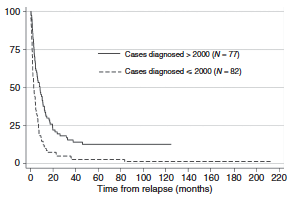 100
75
50
25
0
Cases diagnosed > 2000 (N = 77)
Cases diagnosed ⩽ 2000 (N = 82)
0 20 40 60 80 100 120 140 160 180 200 220
Time from relapse (months)